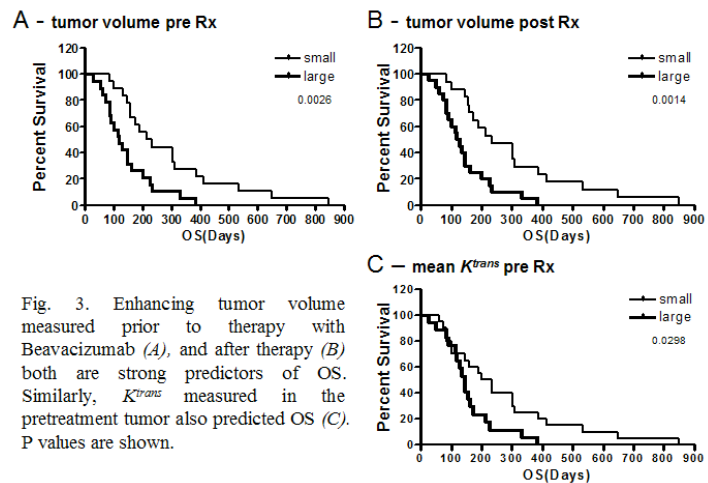 A – tumor volume pre Rx
120
100
80
60
40
20
0
Percent Survival
small
large
0.0026
0 100 200 300 400 500 600 700 800 900
OS(Days)
B – tumor volume post Rx
120
100
80
60
40
20
0
Percent Survival
small
large
0.0014
0 100 200 300 400 500 600 700 800 900
OS(Days)
C – mean Ktrans pre Rx
120
100
80
60
40
20
0
Percent Survival
small
large
0.0298
0 100 200 300 400 500 600 700 800 900
OS(Days)
Fig. 3. Enhancing tumor volume
measured prior to therapy with
Beavacizumab (A), and after therapy (B)
both are strong predictors of OS.
Similarly, Ktrans measured in the
pretreatment tumor also predicted OS (C).
P values are shown.